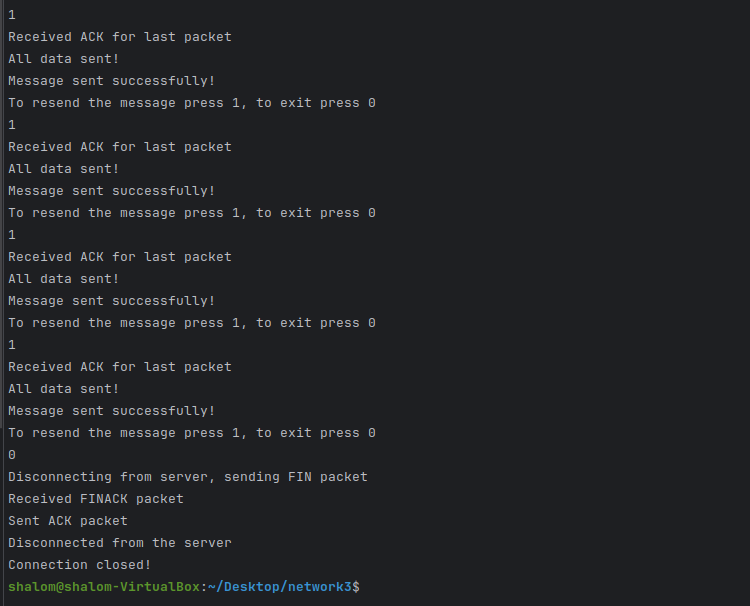 1
Received ACK for last packet
All data sent!
Message sent successfully!
To resend the message press 1, to exit press 0
1
Received ACK for last packet
All data sent!
Message sent successfully!
To resend the message press 1, to exit press 0
1
Received ACK for last packet
All data sent!
Message sent successfully!
To resend the message press 1, to exit press 0
1
Received ACK for last packet
All data sent!
Message sent successfully!
To resend the message press 1, to exit press 0
0
Disconnecting from server, sending FIN packet
Received FINACK packet
Sent ACK packet
Disconnected from the server
Connection closed!
shalom@shalom-VirtualBox:~/Desktop/network3$